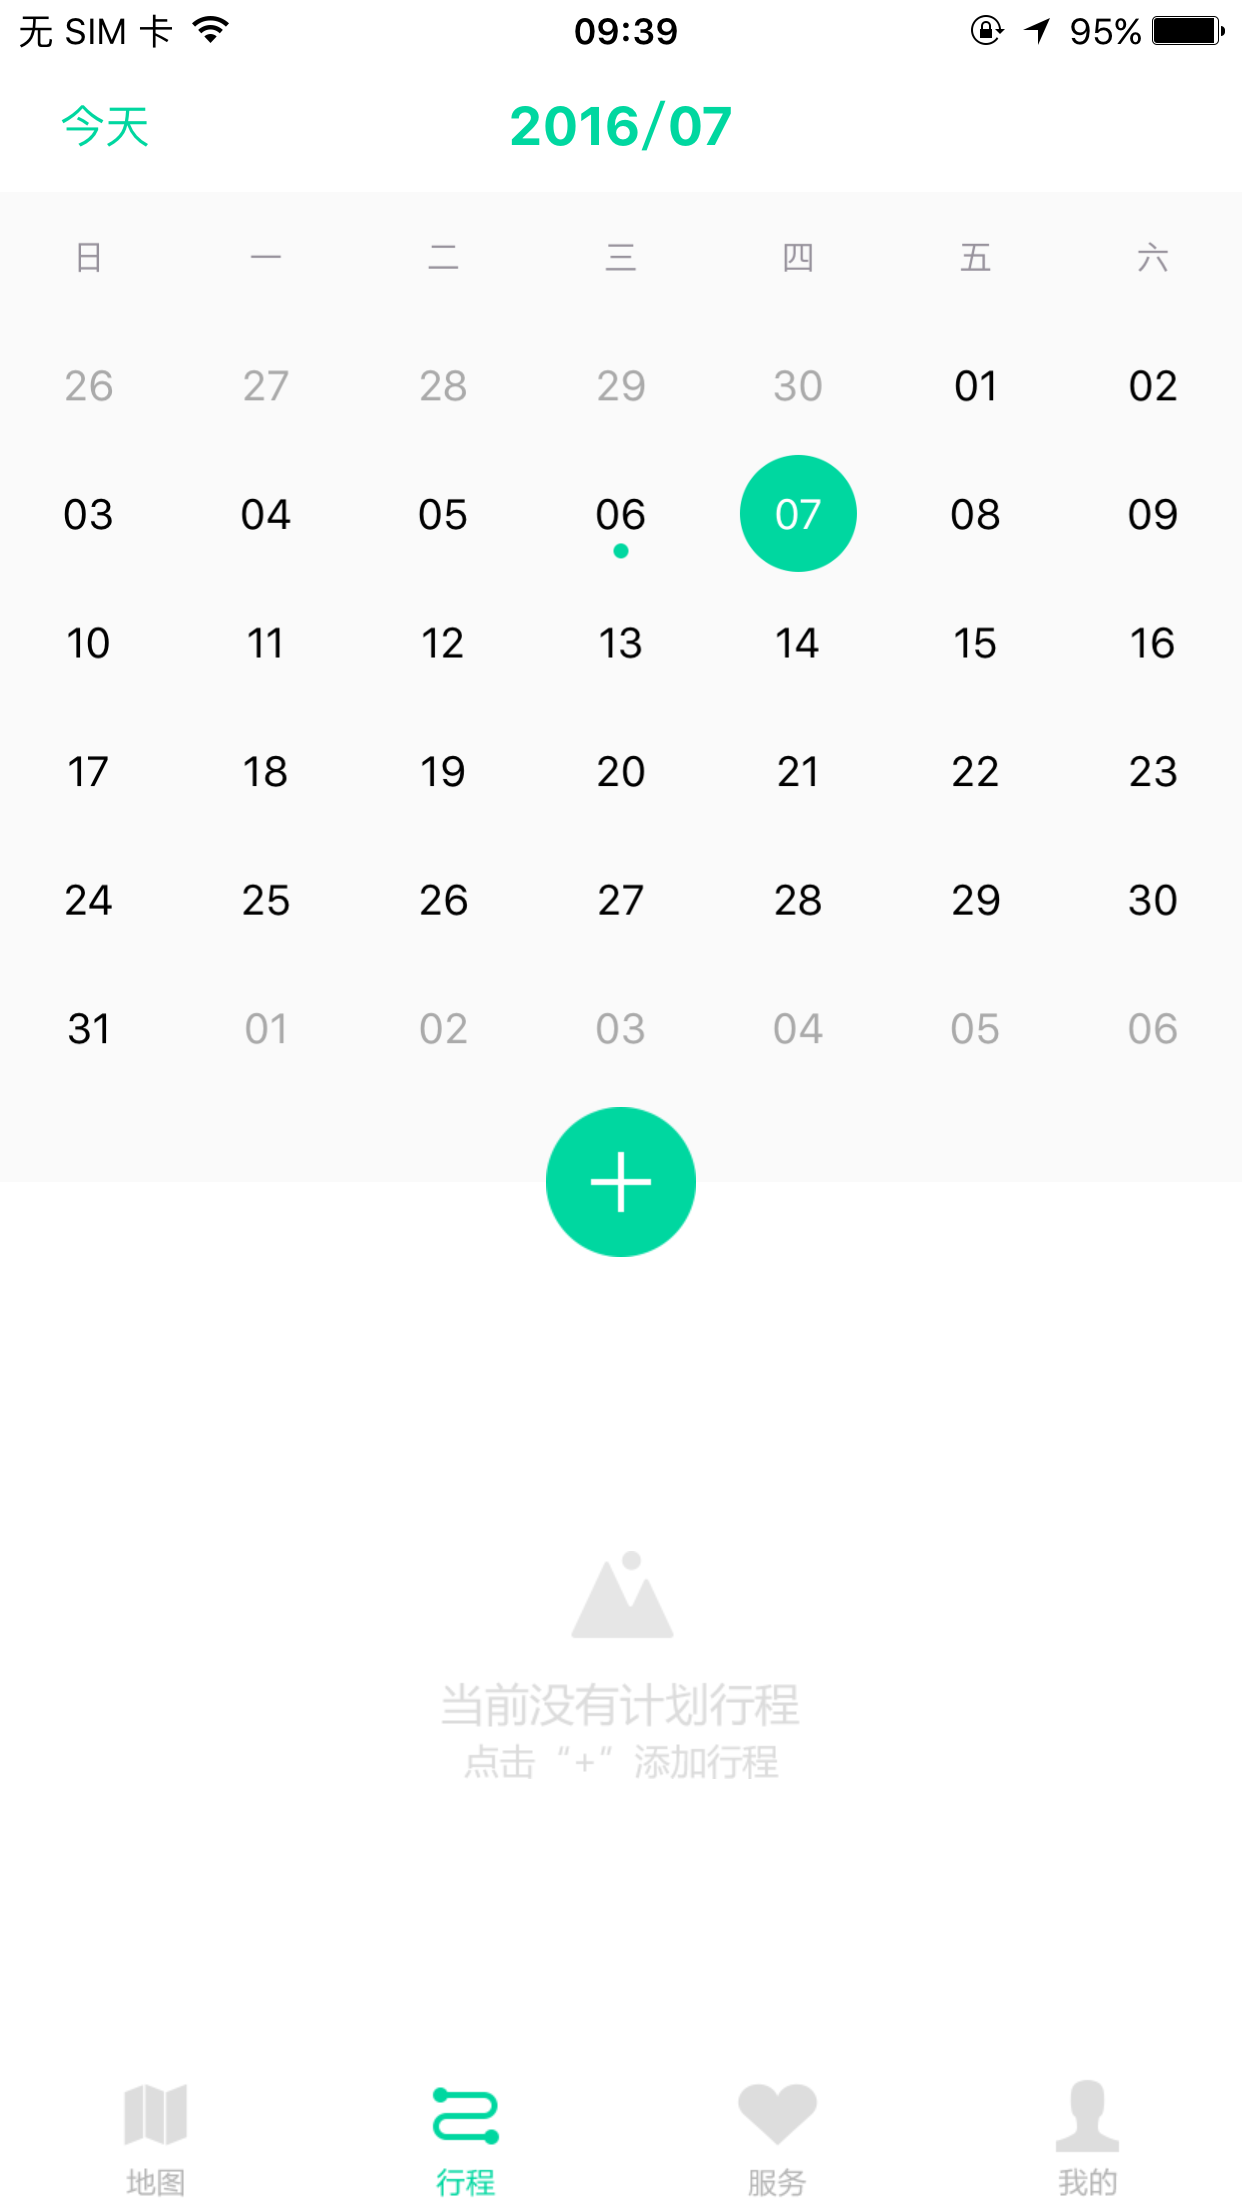 无 SIM 卡 09:39 95%
今天 2016/07
日 一 二 三 四 五 六
26 27 28 29 30 01 02
03 04 05 06 07 08 09
10 11 12 13 14 15 16
17 18 19 20 21 22 23
24 25 26 27 28 29 30
31 01 02 03 04 05 06
当前没有计划行程
点击“+”添加行程
地图 行程 服务 我的